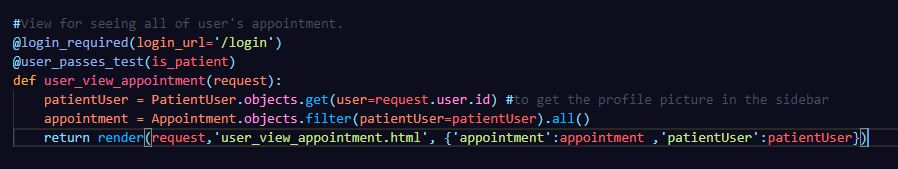 #View for seeing all of user's appointment.
@login_required(login_url='/login')
@user_passes_test(is_patient)
def user_view_appointment(request):
    patientUser = PatientUser.objects.get(user=request.user.id) #to get the profile picture in the sidebar
    appointment = Appointment.objects.filter(patientUser=patientUser).all()
    return render(request,'user_view_appointment.html', {'appointment':appointment ,'patientUser':patientUser})